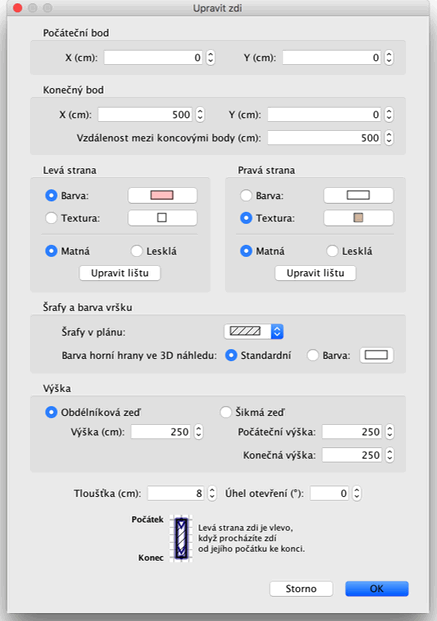 Upravit zdi
Počáteční bod
X (cm): 0 Y (cm): 0
Konečný bod
X (cm): 500 Y (cm): 0
Vzdálenost mezi koncovými body (cm): 500
Levá strana
Barva:
Textura:
Matná Lesklá
Upravit lištu
Pravá strana
Barva:
Textura:
Matná Lesklá
Upravit lištu
Šrafy a barva vršku
Šrafy v plánu:
Barva horní hrany ve 3D náhledu: Standardní Barva:
Výška
Obdélníková zeď Šikmá zeď
Výška (cm): 250 Počáteční výška: 250
Konečná výška: 250
Tloušťka (cm): 8 Úhel otevření (°): 0
Počátek
Konec
Levá strana zdi je vlevo,
když procházíte zdí
od jejího počátku ke konci.
Storno OK